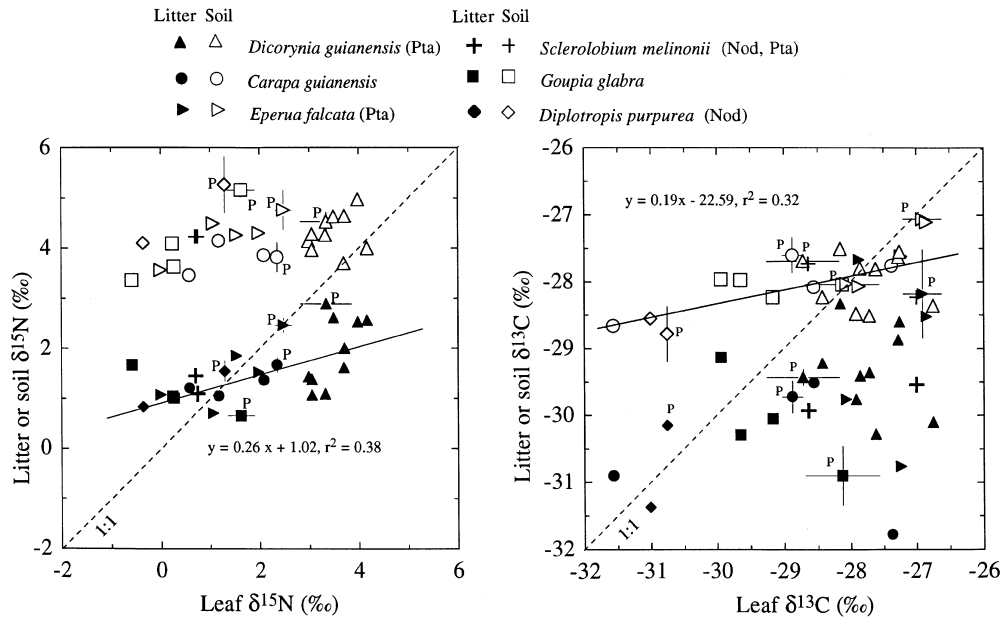 Litter Soil Litter Soil
Dicorynia guianensis (Pta) Sclerolobium melinonii (Nod, Pta)
Carapa guianensis Goupia glabra
Eperua falcata (Pta) Diplotropis purpurea (Nod)
6
4
2
0
-2
Litter or soil δ15N (‰)
P
P
P
P
P
P
P
P
P
P
y = 0.26 x + 1.02, r2 = 0.38
1:1
-2 0 2 4 6
Leaf δ15N (‰)
-26
-27
-28
-29
-30
-31
-32
Litter or soil δ13C (‰)
y = 0.19x - 22.59, r2 = 0.32
P
P
P
P
P
P
P
P
P
P
1:1
-32 -31 -30 -29 -28 -27 -26
Leaf δ13C (‰)